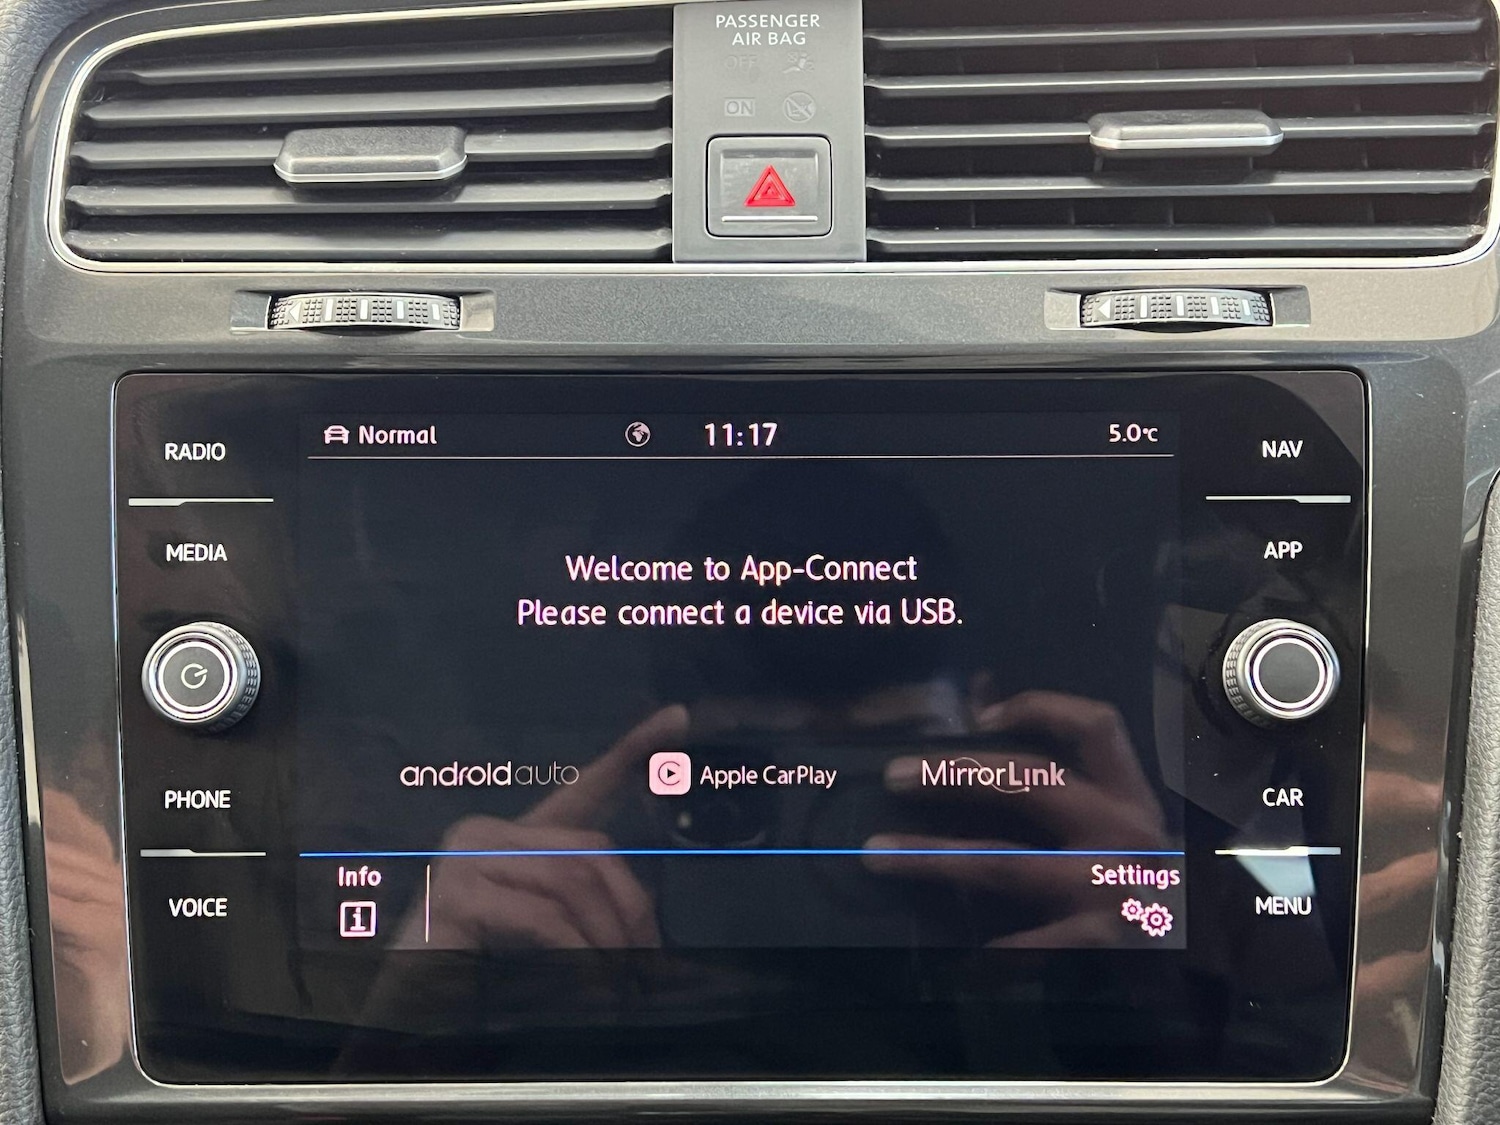 PASSENGER
AIR BAG
OFF
ON
Normal 11:17 5.0°C
RADIO
NAV
MEDIA
APP
Welcome to App-Connect
Please connect a device via USB.
androidauto Apple CarPlay MirrorLink
PHONE
CAR
Info Settings
VOICE
MENU